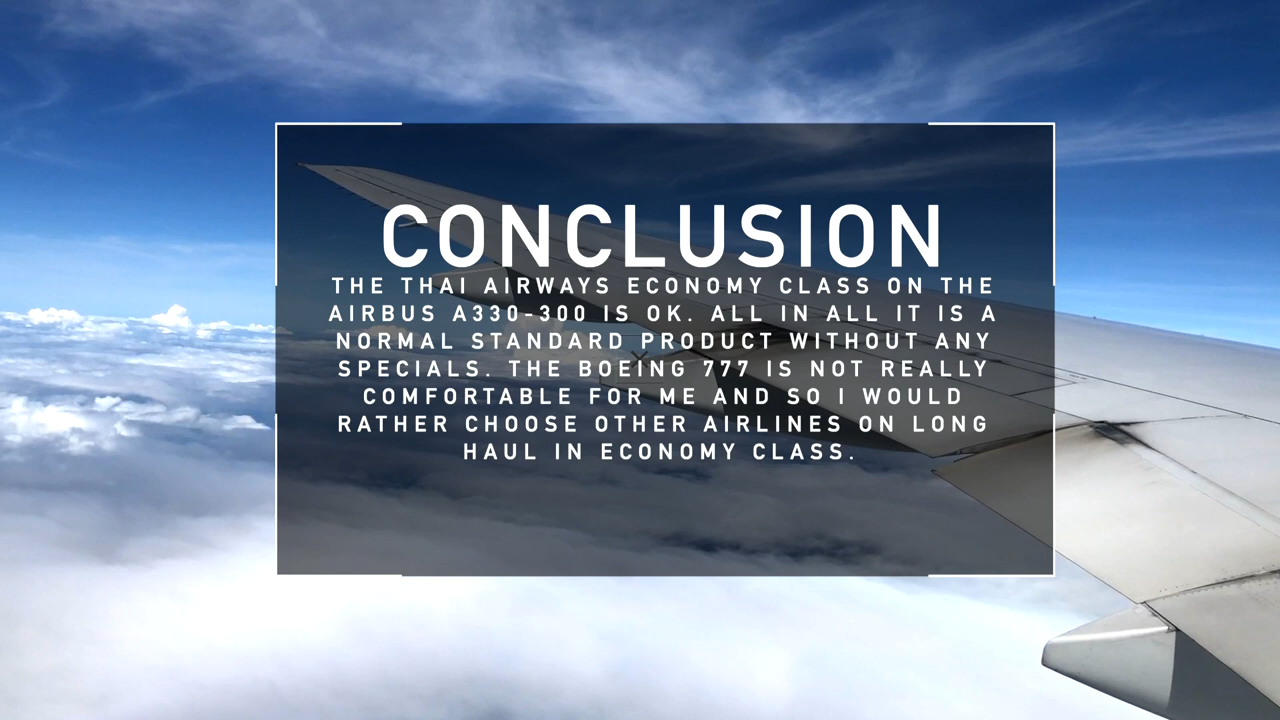 CONCLUSION
THE THAI AIRWAYS ECONOMY CLASS ON THE
AIRBUS A330-300 IS OK. ALL IN ALL IT IS A
NORMAL STANDARD PRODUCT WITHOUT ANY
SPECIALS. THE BOEING 777 IS NOT REALLY
COMFORTABLE FOR ME AND SO I WOULD
RATHER CHOOSE OTHER AIRLINES ON LONG
HAUL IN ECONOMY CLASS.